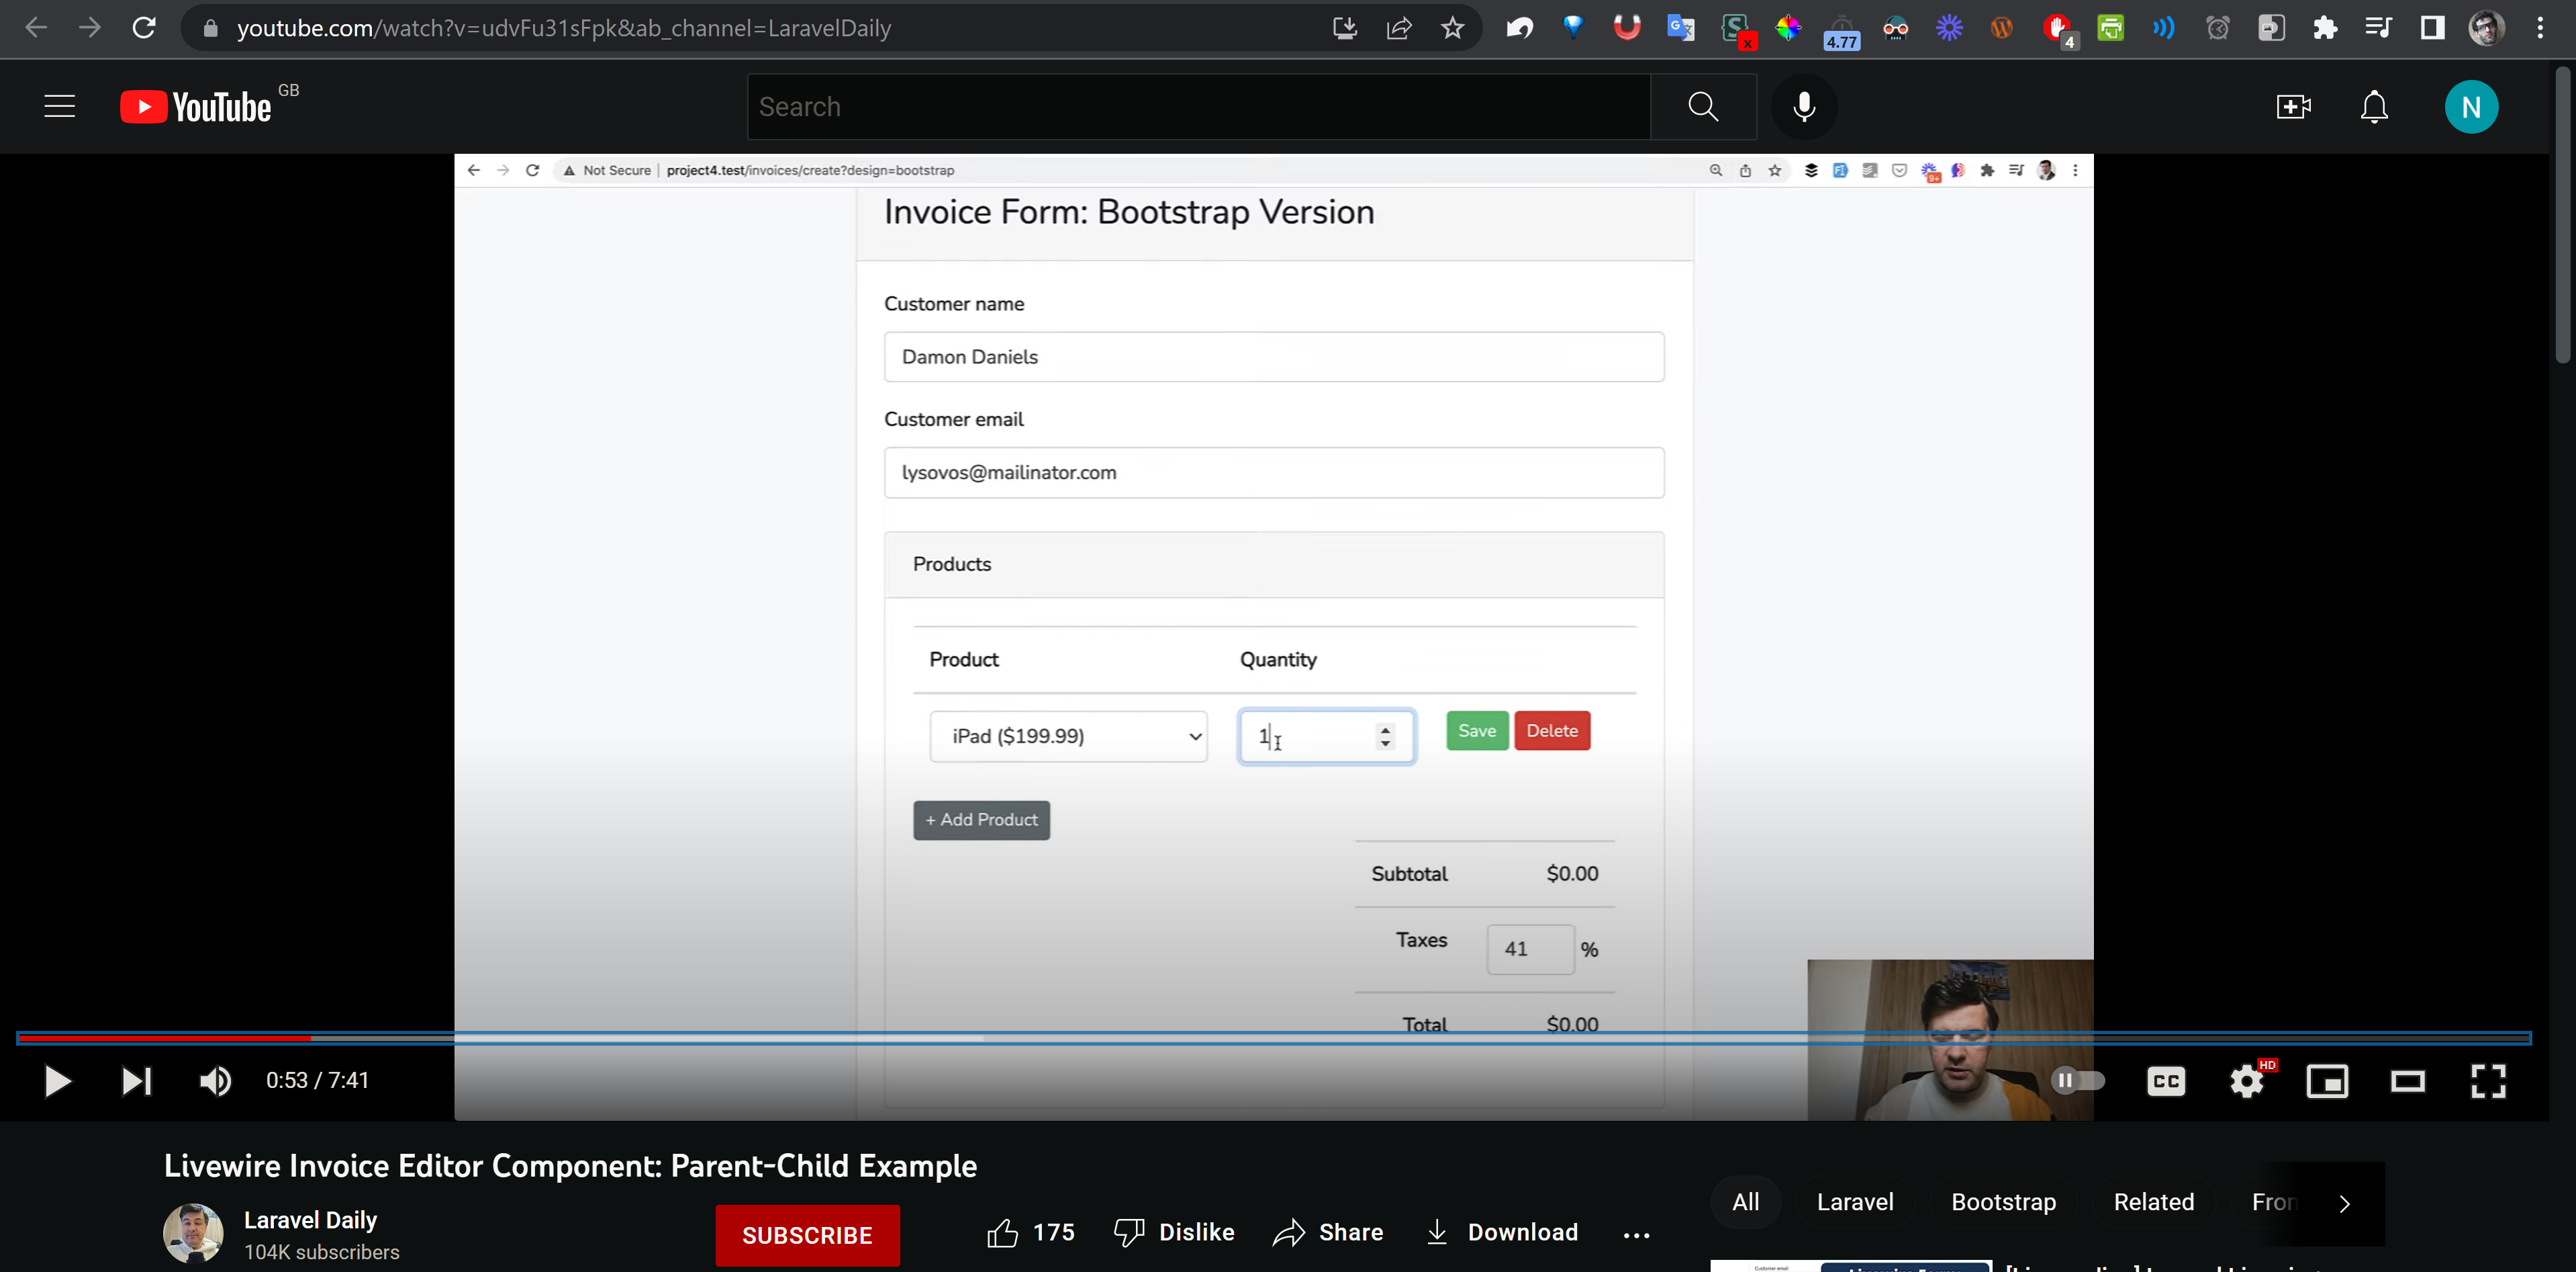 youtube.com/watch?v=udvFu31sFpk&ab_channel=LaravelDaily
4.77
4
YouTube GB
Search
N
Not Secure | project4.test/invoices/create?design=bootstrap
9+
Invoice Form: Bootstrap Version
Customer name
Damon Daniels
Customer email
lysovos@mailinator.com
Products
Product Quantity
iPad ($199.99) 1 Save Delete
+ Add Product
Subtotal $0.00
Taxes 41 %
Total $0.00
0:53 / 7:41
CC HD
Livewire Invoice Editor Component: Parent-Child Example
Laravel Daily
104K subscribers
SUBSCRIBE
175 Dislike Share Download
All Laravel Bootstrap Related Fron
Customer email